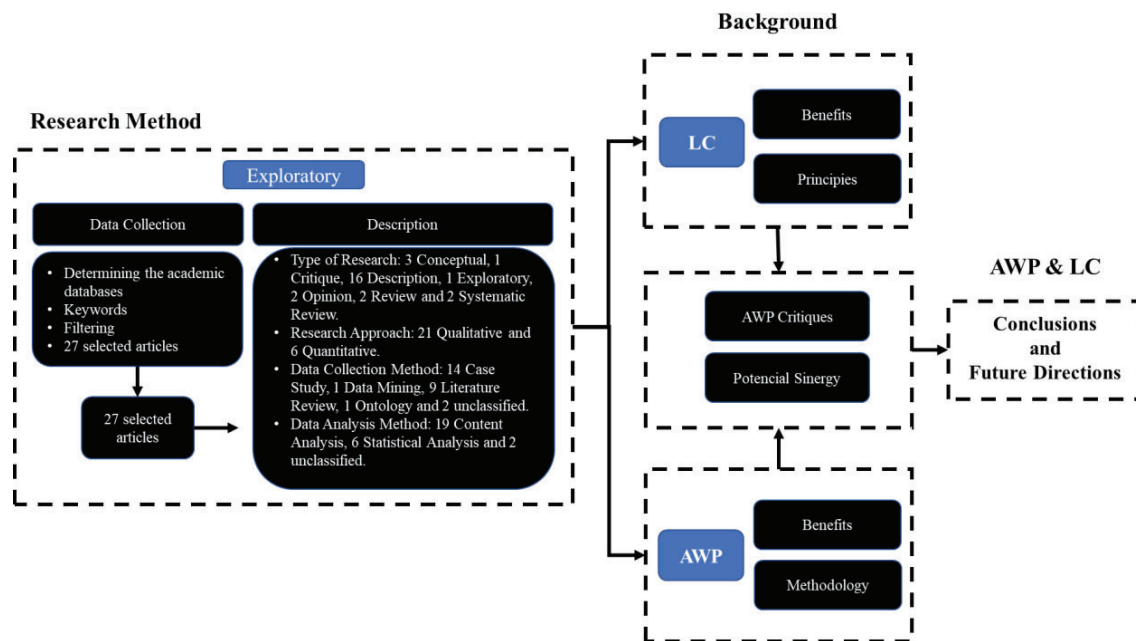 Research Method
Exploratory
Data Collection
• Determining the academic
databases
• Keywords
• Filtering
• 27 selected articles
27 selected
articles
Description
• Type of Research: 3 Conceptual, 1
Critique, 16 Description, 1 Exploratory,
2 Opinion, 2 Review and 2 Systematic
Review.
• Research Approach: 21 Qualitative and
6 Quantitative.
• Data Collection Method: 14 Case
Study, 1 Data Mining, 9 Literature
Review, 1 Ontology and 2 unclassified.
• Data Analysis Method: 19 Content
Analysis, 6 Statistical Analysis and 2
unclassified.
Background
LC
Benefits
Principies
AWP Critiques
Potencial Sinergy
AWP
Benefits
Methodology
AWP & LC
Conclusions
and
Future Directions